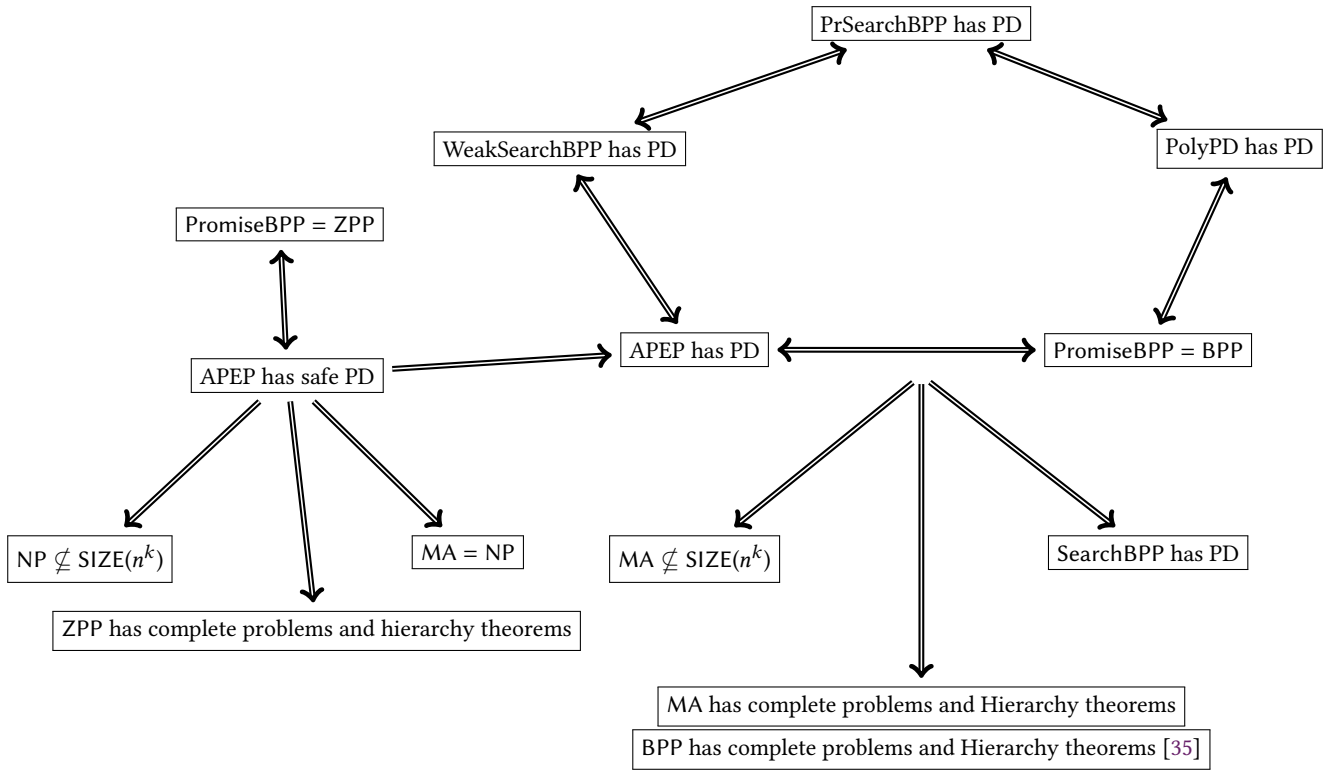 PrSearchBPP has PD
WeakSearchBPP has PD
PolyPD has PD
PromiseBPP = ZPP
APEP has PD
PromiseBPP = BPP
APEP has safe PD
NP ⊈ SIZE(n^k)
MA = NP
MA ⊈ SIZE(n^k)
SearchBPP has PD
ZPP has complete problems and hierarchy theorems
MA has complete problems and Hierarchy theorems
BPP has complete problems and Hierarchy theorems [35]